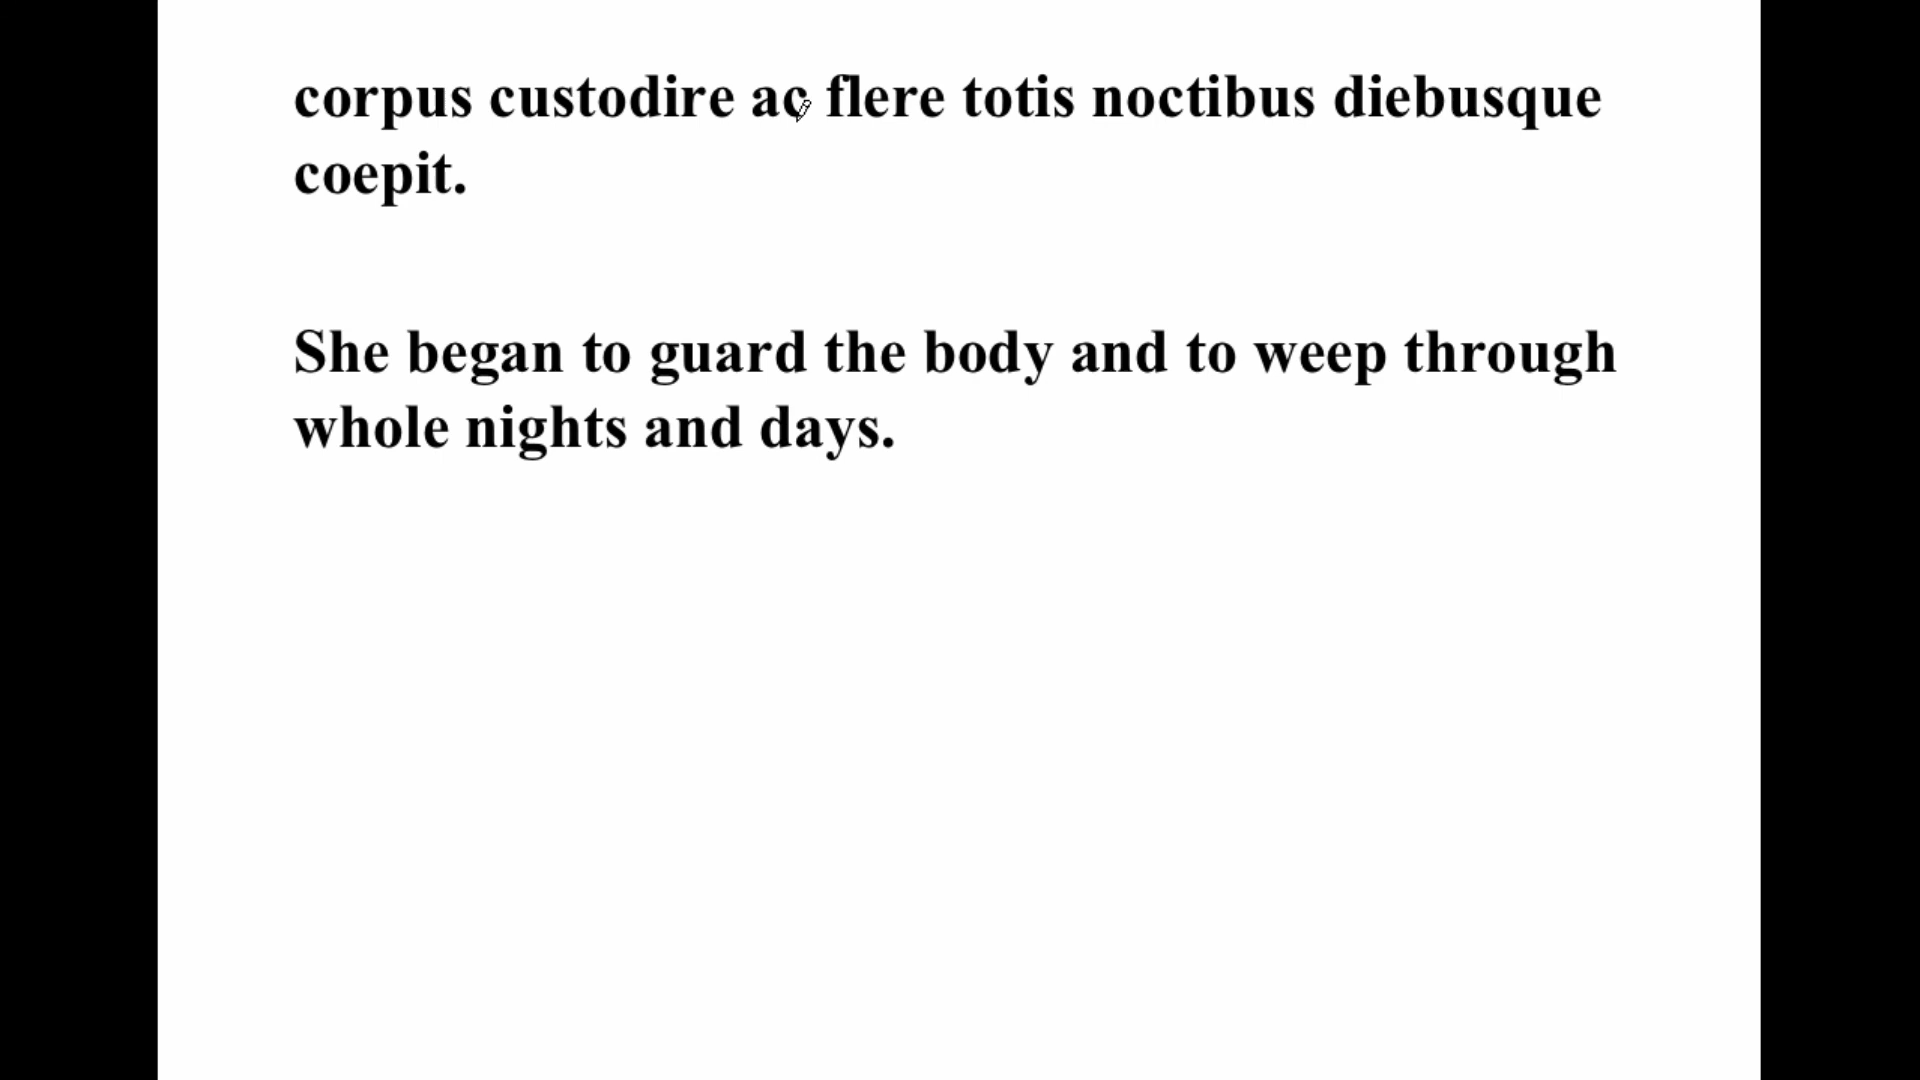 corpus custodire ac flere totis noctibus diebusque
coepit.
She began to guard the body and to weep through
whole nights and days.